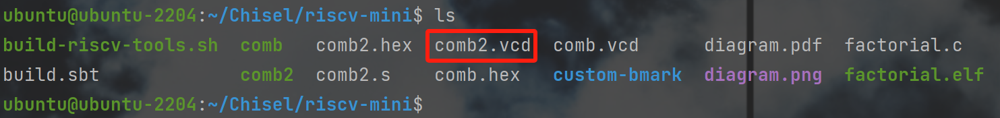 ubuntu@ubuntu-2204:~/Chisel/riscv-mini$ ls
build-riscv-tools.sh  comb   comb2.hex  comb2.vcd  comb.vcd      diagram.pdf  factorial.c
build.sbt             comb2  comb2.s    comb.hex   custom-bmark  diagram.png  factorial.elf
ubuntu@ubuntu-2204:~/Chisel/riscv-mini$